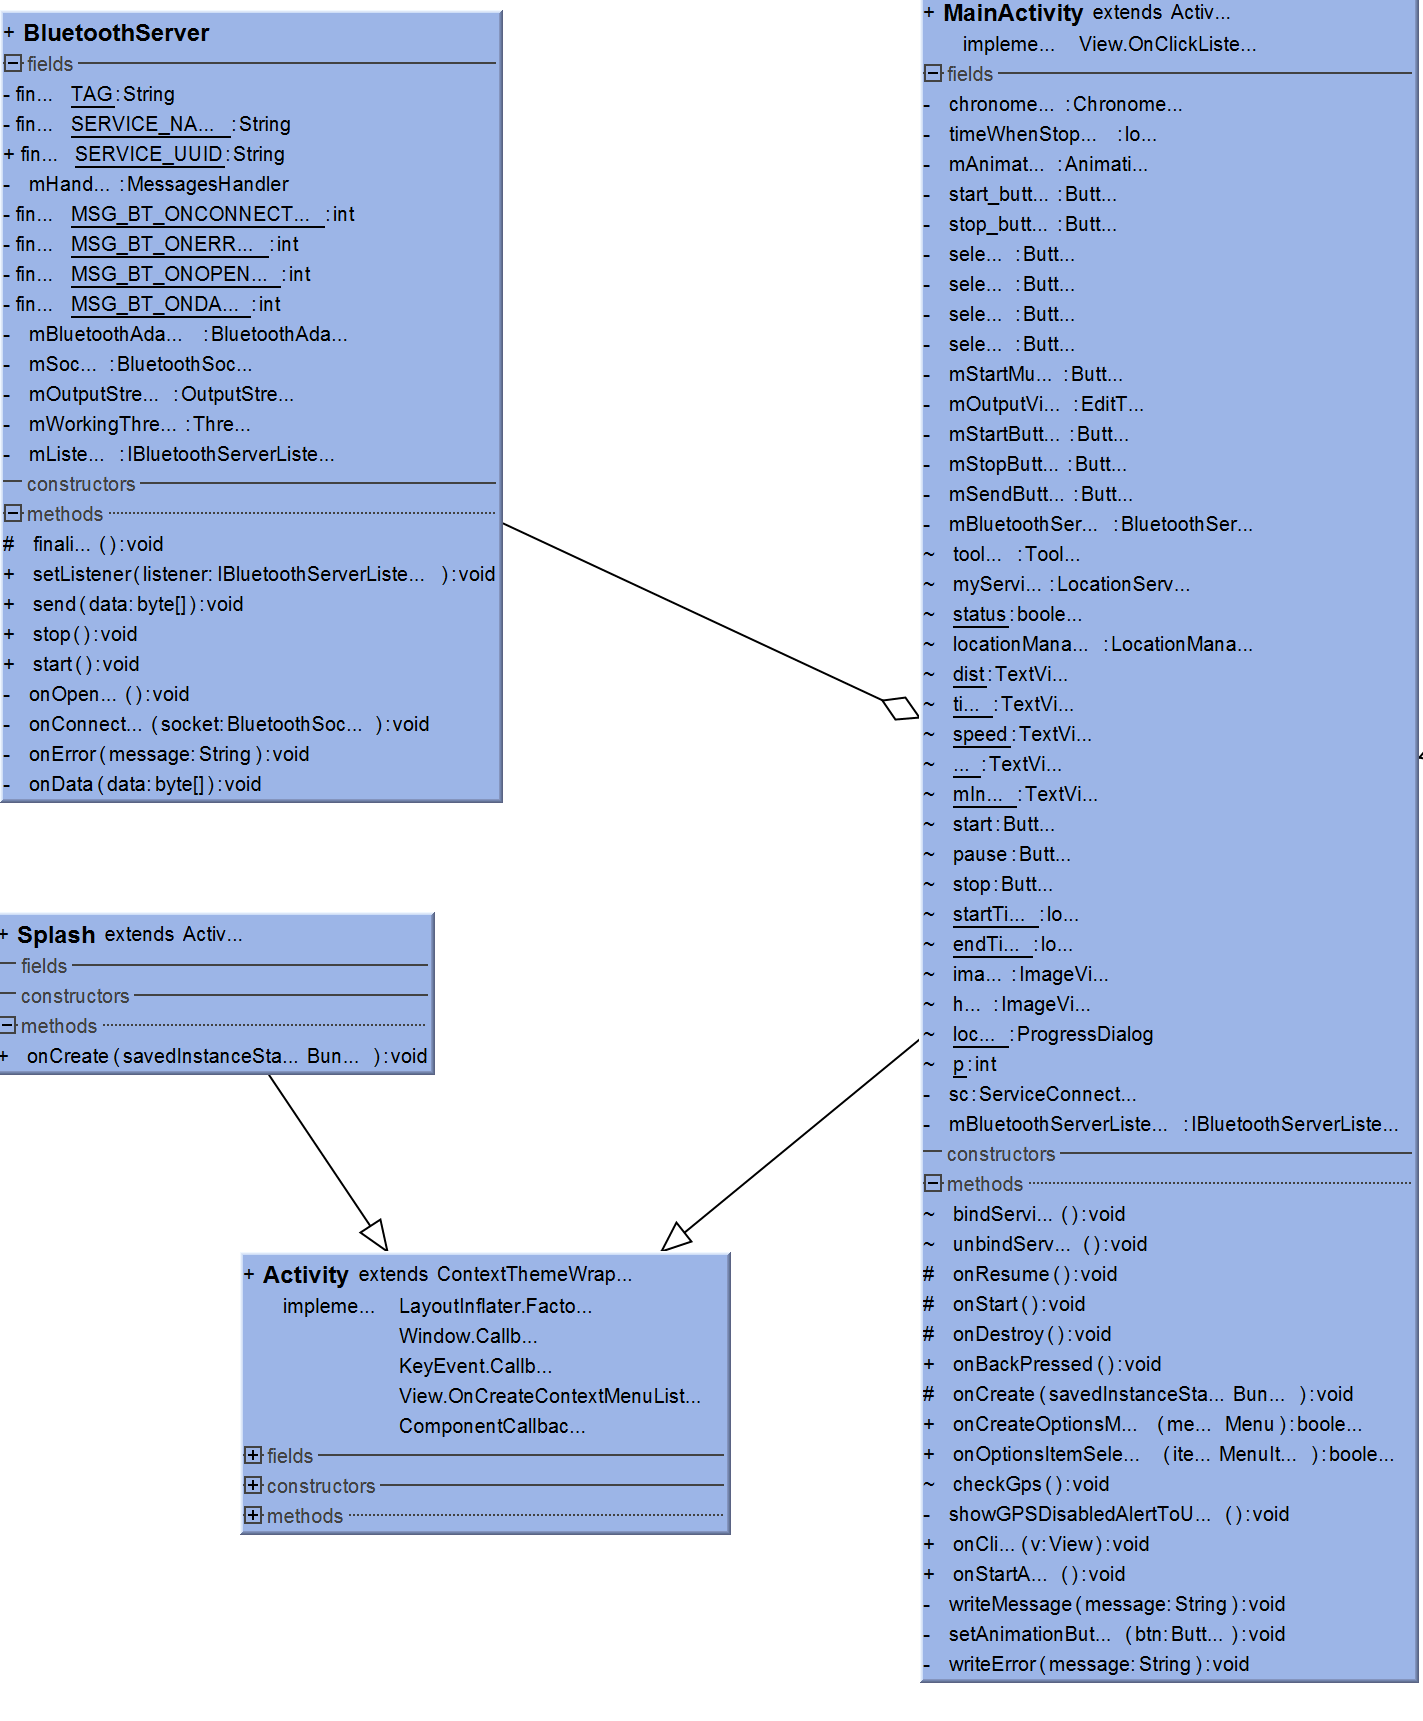 + BluetoothServer
fields
- fin... TAG:String
- fin... SERVICE_NA... :String
+ fin... SERVICE_UUID:String
- mHand... :MessagesHandler
- fin... MSG_BT_ONCONNECT... :int
- fin... MSG_BT_ONERR... :int
- fin... MSG_BT_ONOPEN... :int
- fin... MSG_BT_ONDA... :int
- mBluetoothAda... :BluetoothAda...
- mSoc... :BluetoothSoc...
- mOutputStre... :OutputStre...
- mWorkingThre... :Thre...
- mListe... :IBluetoothServerListe...
constructors
methods
# finali... ():void
+ setListener(listener:IBluetoothServerListe... ):void
+ send(data:byte[]):void
+ stop():void
+ start():void
- onOpen... ():void
- onConnect... (socket:BluetoothSoc... ):void
- onError(message:String):void
- onData(data:byte[]):void
+ Splash extends Activ...
fields
constructors
methods
+ onCreate(savedInstanceSta... Bun... ):void
+ Activity extends ContextThemeWrap...
impleme... LayoutInflater.Facto...
Window.Callb...
KeyEvent.Callb...
View.OnCreateContextMenuList...
ComponentCallbac...
fields
constructors
methods
+ MainActivity extends Activ...
impleme... View.OnClickListe...
fields
- chronome... :Chronome...
- timeWhenStop... :lo...
- mAnimat... :Animati...
- start_butt... :Butt...
- stop_butt... :Butt...
- sele... :Butt...
- sele... :Butt...
- sele... :Butt...
- sele... :Butt...
- mStartMu... :Butt...
- mOutputVi... :EditT...
- mStartButt... :Butt...
- mStopButt... :Butt...
- mSendButt... :Butt...
- mBluetoothSer... :BluetoothSer...
~ tool... :Tool...
~ myServi... :LocationServ...
~ status:boole...
~ locationMana... :LocationMana...
~ dist:TextVi...
~ ti... :TextVi...
~ speed:TextVi...
~ ... :TextVi...
~ mIn... :TextVi...
~ start:Butt...
~ pause:Butt...
~ stop:Butt...
~ startTi... :lo...
~ endTi... :lo...
~ ima... :ImageVi...
~ h... :ImageVi...
~ loc... :ProgressDialog
~ p:int
- sc:ServiceConnect...
- mBluetoothServerListe... :IBluetoothServerListe...
constructors
methods
~ bindServi... ():void
~ unbindServ... ():void
# onResume():void
# onStart():void
# onDestroy():void
+ onBackPressed():void
# onCreate(savedInstanceSta... Bun... ):void
+ onCreateOptionsM... (me... Menu):boole...
+ onOptionsItemSele... (ite... MenuIt... ):boole...
~ checkGps():void
- showGPSDisabledAlertToU... ():void
+ onCli... (v:View):void
+ onStartA... ():void
- writeMessage(message:String):void
- setAnimationBut... (btn:Butt... ):void
- writeError(message:String):void